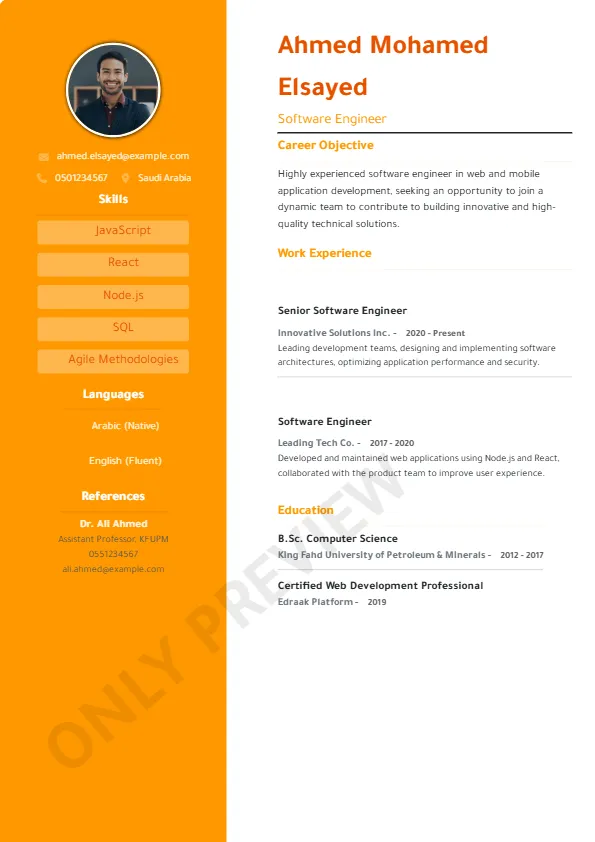 ahmed.elsayed@example.com
0501234567 Saudi Arabia
Skills
JavaScript
React
Node.js
SQL
Agile Methodologies
Languages
Arabic (Native)
English (Fluent)
References
Dr. Ali Ahmed
Assistant Professor. KFUPM
0551234567
ali.ahmed@example.com
Ahmed Mohamed
Elsayed
Software Engineer
Career Objective
Highly experienced software engineer in web and mobile
application development, seeking an opportunity to join a
dynamic team to contribute to building innovative and high-
quality technical solutions.
Work Experience
Senior Software Engineer
Innovative Solutions Inc. - 2020 - Present
Leading development teams, designing and implementing software
architectures, optimizing application performance and security.
Software Engineer
Leading Tech Co. - 2017 - 2020
Developed and maintained web applications using Node.js and React,
collaborated with the product team to improve user experience.
Education
B.Sc. Computer Science
King Fahd University of Petroleum & Minerals - 2012 - 2017
Certified Web Development Professional
Edraak Platform - 2019
ONLY PREVIEW